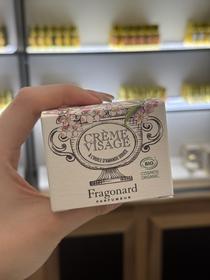 CRÈME
VISAGE
À L'HUILE D'AMANDE DOUCE
BIO
COSMOS
ORGANIC
Fragonard
PARFUMEUR